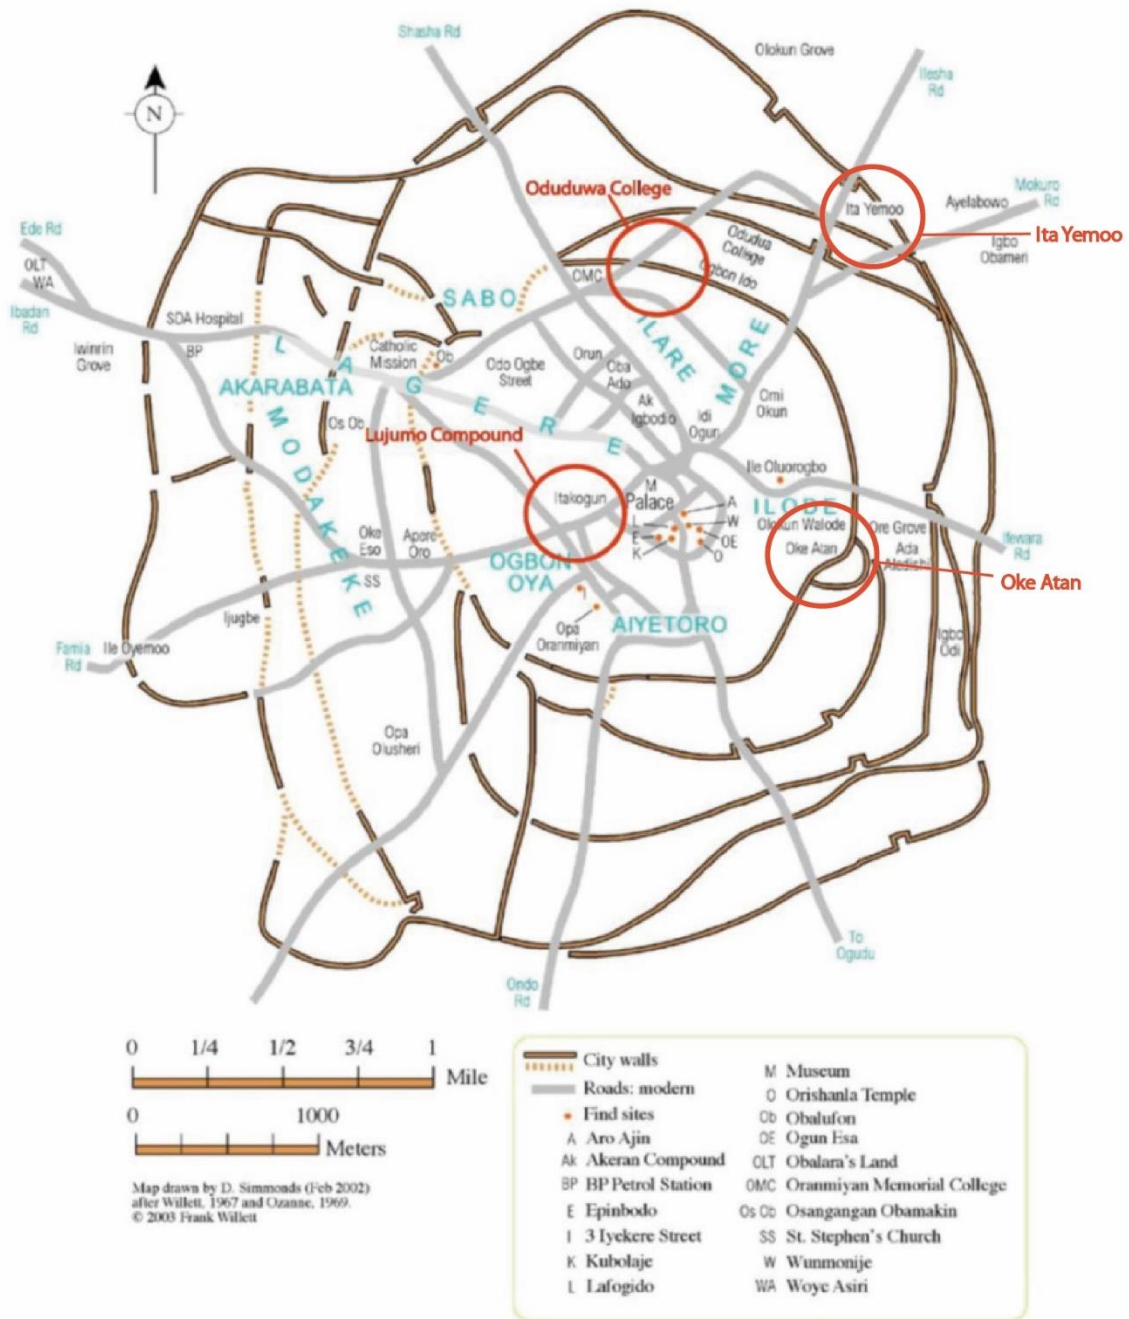 Shasha Rd
Olokun Grove
Ilesha
Rd
N
Oduduwa College
Ita Yemoo
Ayelabowo
Mokuro
Rd
Ita Yemoo
Igbo
Obameri
Ede Rd
OLT
WA
Ibadan
Rd
Iwinrin
Grove
SDA Hospital
BP
SABO
OMC
Odudua
College
Ogbon Ido
ILARE
MORE
LAGERE
Catholic
Mission
Ob
Odo Ogbe
Street
Orun
Oba
Ado
Ak
Igbodio
Idi
Ogun
Omi
Okun
AKARABATA
MODAKEKE
Os Ob
Lujumo Compound
Itakogun
M
Palace
A
W
OE
O
L
E
K
Ile Oluorogbo
ILODE
Olokun Walode
Oke Atan
Ore Grove
Ada
Ifewara
Rd
Oke Atan
Oke
Eso
Apore
Oro
SS
OGBON
OYA
I
Opa
Oranmiyan
AIYETORO
Ijugbe
Famia
Rd
Ile Oyemoo
Igbo
Odi
Opa
Olusheri
Ondo
Rd
To
Ogudu
0 1/4 1/2 3/4 1
Mile
0 1000
Meters
Map drawn by D. Simmonds (Feb 2002)
after Willett, 1967 and Ozanne, 1969.
© 2003 Frank Willett
City walls
Roads: modern
Find sites
A Aro Ajin
Ak Akeran Compound
BP BP Petrol Station
E Epinbodo
I 3 Iyekere Street
K Kubolaje
L Lafogido
M Museum
O Orishanla Temple
Ob Obalufon
OE Ogun Esa
OLT Obalara's Land
OMC Oranmiyan Memorial College
Os Ob Osangangan Obamakin
SS St. Stephen's Church
W Wunmonije
WA Woye Asiri